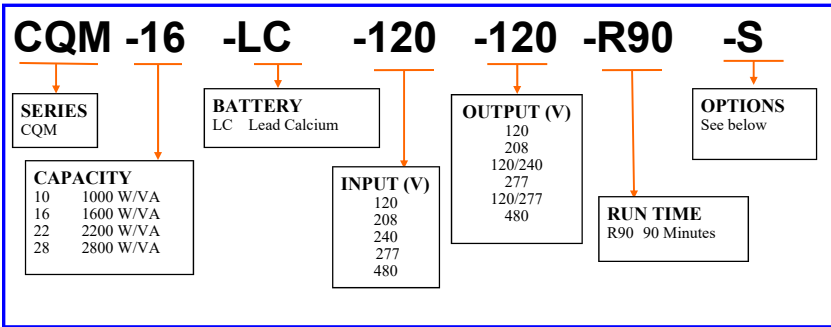 CQM -16 -LC -120 -120 -R90 -S
SERIES
CQM
CAPACITY
10 1000 W/VA
16 1600 W/VA
22 2200 W/VA
28 2800 W/VA
BATTERY
LC Lead Calcium
INPUT (V)
120
208
240
277
480
OUTPUT (V)
120
208
120/240
277
120/277
480
RUN TIME
R90 90 Minutes
OPTIONS
See below